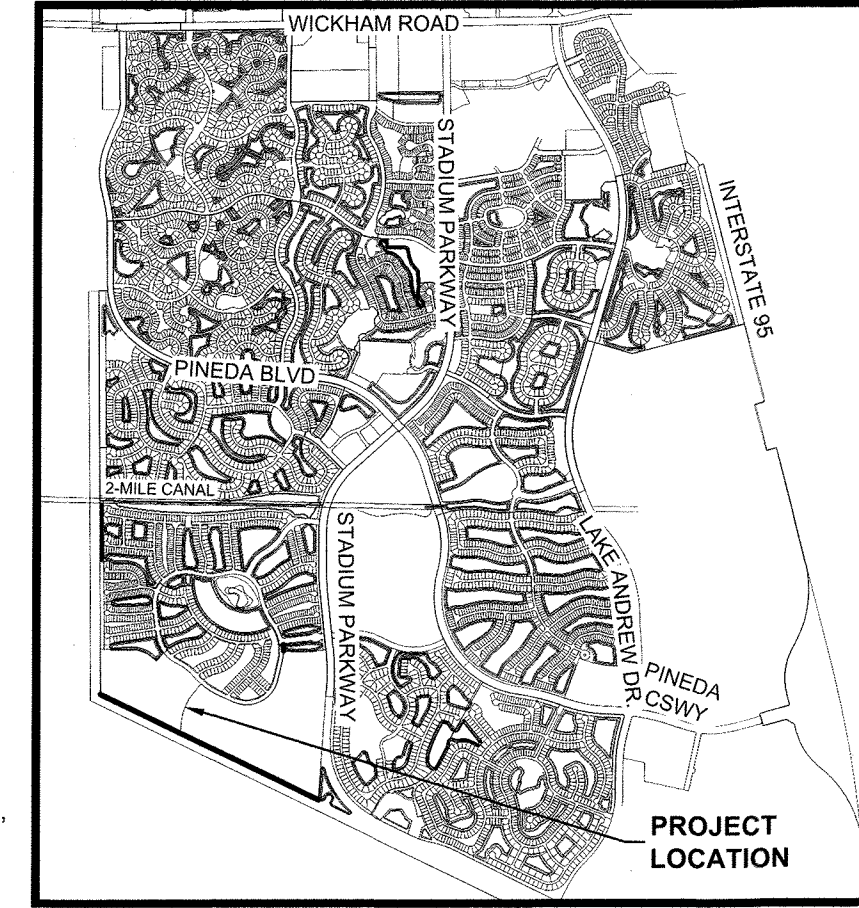 WICKHAM ROAD
STADIUM PARKWAY
INTERSTATE 95
PINEDA BLVD
2-MILE CANAL
STADIUM PARKWAY
LAKE ANDREW DR.
PINEDA
CSWY
PROJECT
LOCATION
,